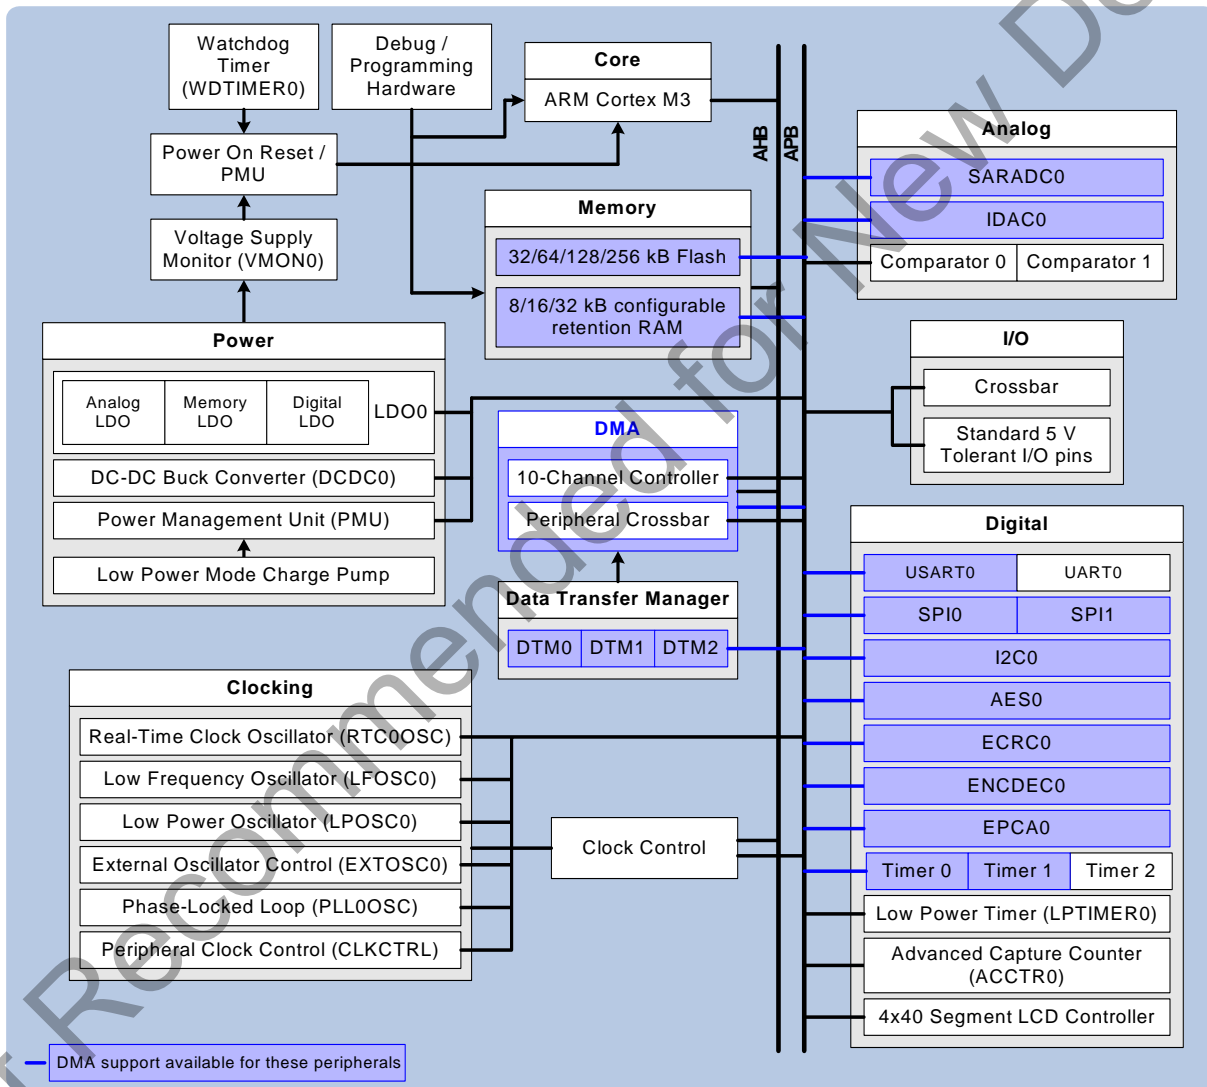 Watchdog
Timer
(WDTIMER0)
Debug /
Programming
Hardware
Core
ARM Cortex M3
Power On Reset /
PMU
Voltage Supply
Monitor (VMON0)
AHB
APB
Memory
32/64/128/256 kB Flash
8/16/32 kB configurable
retention RAM
Analog
SARADC0
IDAC0
Comparator 0
Comparator 1
Power
Analog
LDO
Memory
LDO
Digital
LDO
LDO0
DC-DC Buck Converter (DCDC0)
Power Management Unit (PMU)
Low Power Mode Charge Pump
I/O
Crossbar
Standard 5 V
Tolerant I/O pins
DMA
10-Channel Controller
Peripheral Crossbar
Data Transfer Manager
DTM0
DTM1
DTM2
Digital
USART0
UART0
SPI0
SPI1
I2C0
AES0
ECRC0
ENCDEC0
EPCA0
Timer 0
Timer 1
Timer 2
Low Power Timer (LPTIMER0)
Advanced Capture Counter
(ACCTR0)
4x40 Segment LCD Controller
Clocking
Real-Time Clock Oscillator (RTC0OSC)
Low Frequency Oscillator (LFOSC0)
Low Power Oscillator (LPOSC0)
External Oscillator Control (EXTOSC0)
Phase-Locked Loop (PLL0OSC)
Peripheral Clock Control (CLKCTRL)
Clock Control
DMA support available for these peripherals
Recommended for New